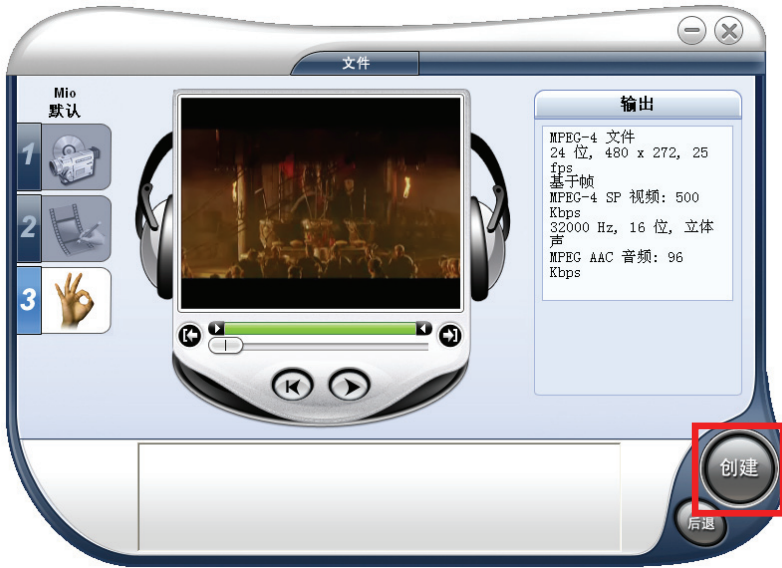 文件
Mio
默认
1
2
3
输出
MPEG-4 文件
24 位, 480 x 272, 25
fps
基于帧
MPEG-4 SP 视频: 500
Kbps
32000 Hz, 16 位, 立体
声
MPEG AAC 音频: 96
Kbps
创建
后退